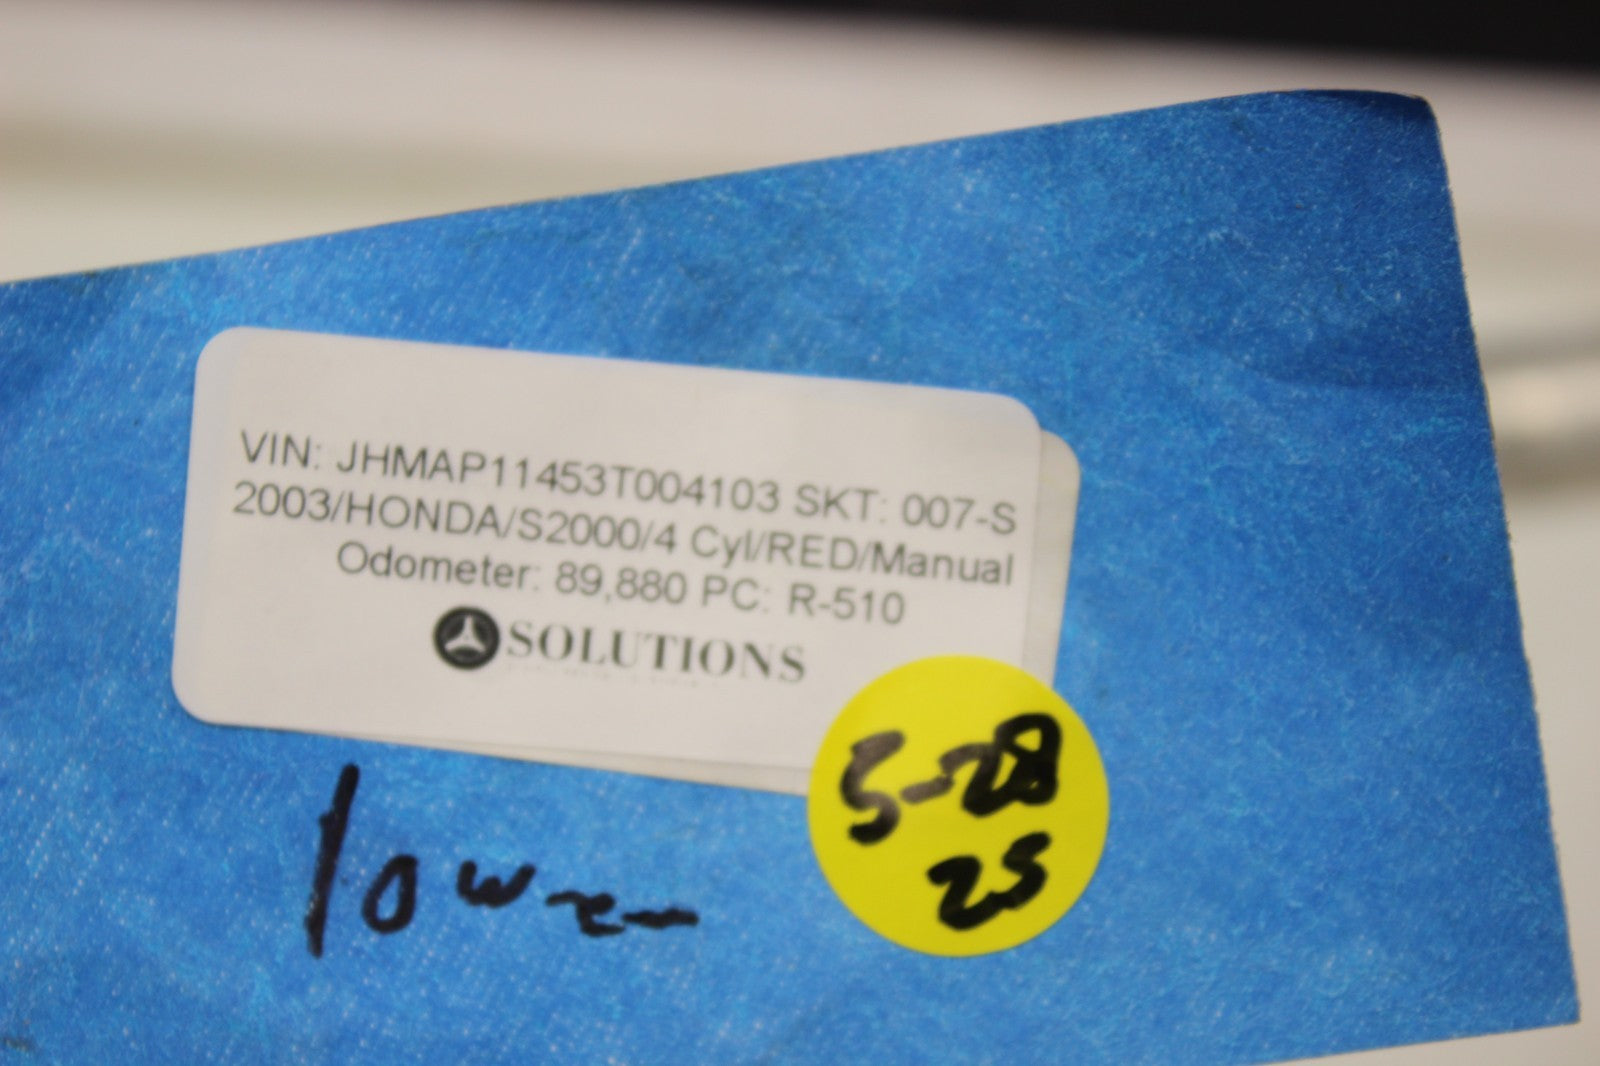 VIN: JHMAP11453T004103 SKT: 007-S
2003/HONDA/S2000/4 Cyl/RED/Manual
Odometer: 89,880 PC: R-510
SOLUTIONS
5-28
25
lower